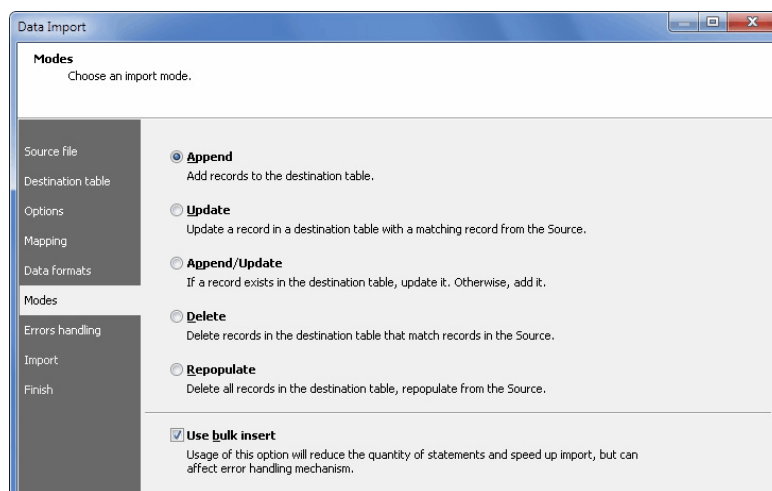 Data Import
Modes
Choose an import mode.
Source file
Destination table
Options
Mapping
Data formats
Modes
Errors handling
Import
Finish
Append
Add records to the destination table.
Update
Update a record in a destination table with a matching record from the Source.
Append/Update
If a record exists in the destination table, update it. Otherwise, add it.
Delete
Delete records in the destination table that match records in the Source.
Repopulate
Delete all records in the destination table, repopulate from the Source.
Use bulk insert
Usage of this option will reduce the quantity of statements and speed up import, but can
affect error handling mechanism.